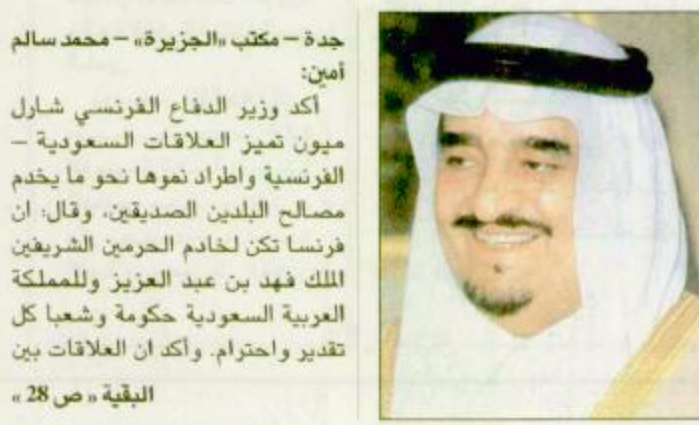 جدة – مكتب «الجزيرة» – محمد سالم
أمين:
أكد وزير الدفاع الفرنسي شارل
ميون تميز العلاقات السعودية –
الفرنسية واطراد نموها نحو ما يخدم
مصالح البلدين الصديقين، وقال: ان
فرنسا تكن لخادم الحرمين الشريفين
الملك فهد بن عبد العزيز وللمملكة
العربية السعودية حكومة وشعبا كل
تقدير واحترام. وأكد ان العلاقات بين
البقية « ص 28 »